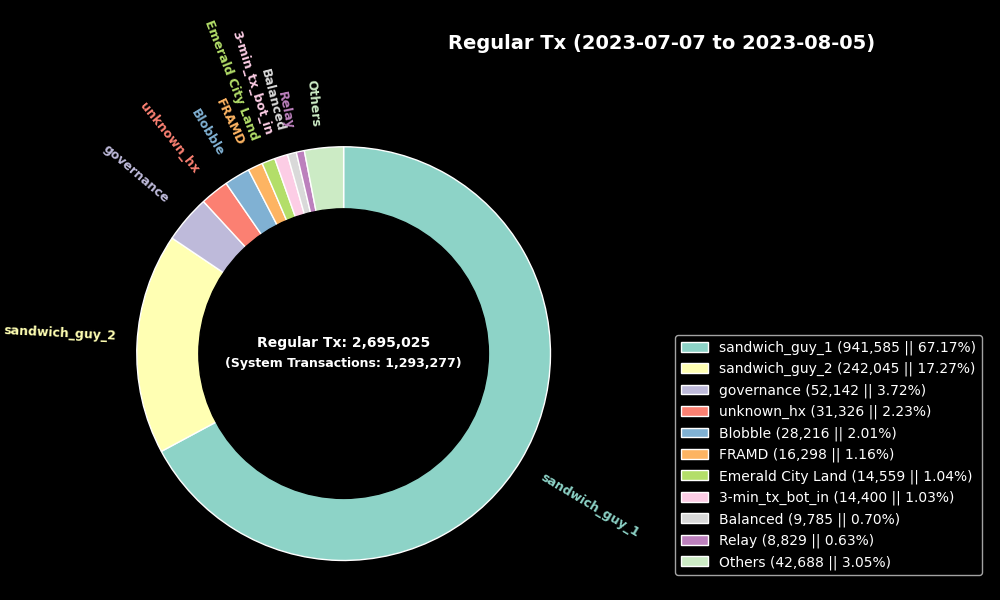 Regular Tx (2023-07-07 to 2023-08-05)
Emerald City Land
3-min_tx_bot_in
Balanced
Relay
Others
FRAMD
Blobble
unknown_hx
governance
sandwich_guy_2
Regular Tx: 2,695,025
(System Transactions: 1,293,277)
sandwich_guy_1
sandwich_guy_1 (941,585 || 67.17%)
sandwich_guy_2 (242,045 || 17.27%)
governance (52,142 || 3.72%)
unknown_hx (31,326 || 2.23%)
Blobble (28,216 || 2.01%)
FRAMD (16,298 || 1.16%)
Emerald City Land (14,559 || 1.04%)
3-min_tx_bot_in (14,400 || 1.03%)
Balanced (9,785 || 0.70%)
Relay (8,829 || 0.63%)
Others (42,688 || 3.05%)